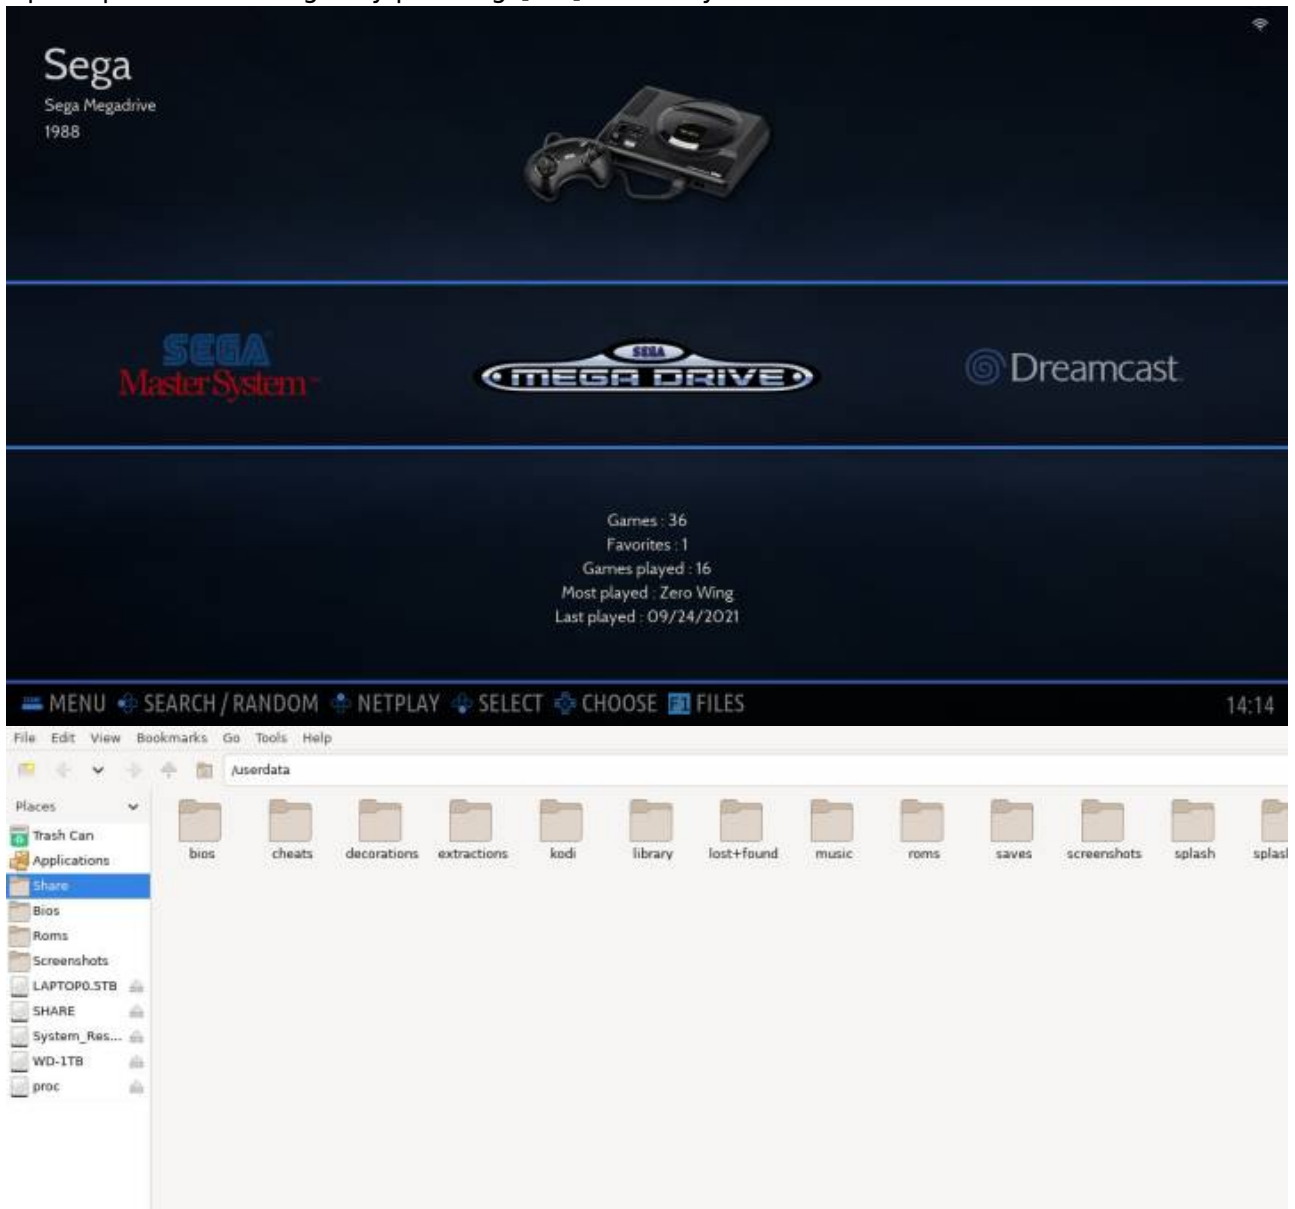 Sega
Sega Megadrive
1988
SEGA
Master System
SEGA
MEGA DRIVE
Dreamcast
Games : 36
Favorites : 1
Games played : 16
Most played : Zero Wing
Last played : 09/24/2021
MENU SEARCH / RANDOM NETPLAY SELECT CHOOSE F1 FILES 14:14
File Edit View Bookmarks Go Tools Help
/userdata
Places
Trash Can
Applications
Share
Bios
Roms
Screenshots
LAPTOP0.5TB
SHARE
System_Res...
WD-1TB
proc
bios cheats decorations extractions kodi library lost+found music roms saves screenshots splash splash